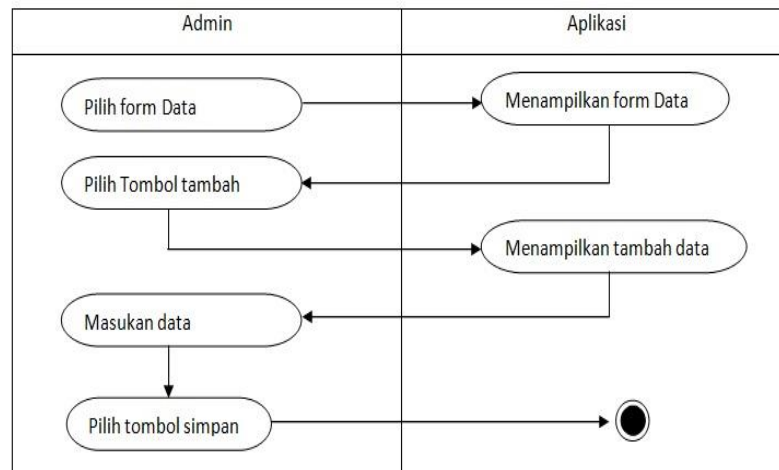 Admin
Aplikasi
Pilih form Data
Menampilkan form Data
Pilih Tombol tambah
Menampilkan tambah data
Masukan data
Pilih tombol simpan